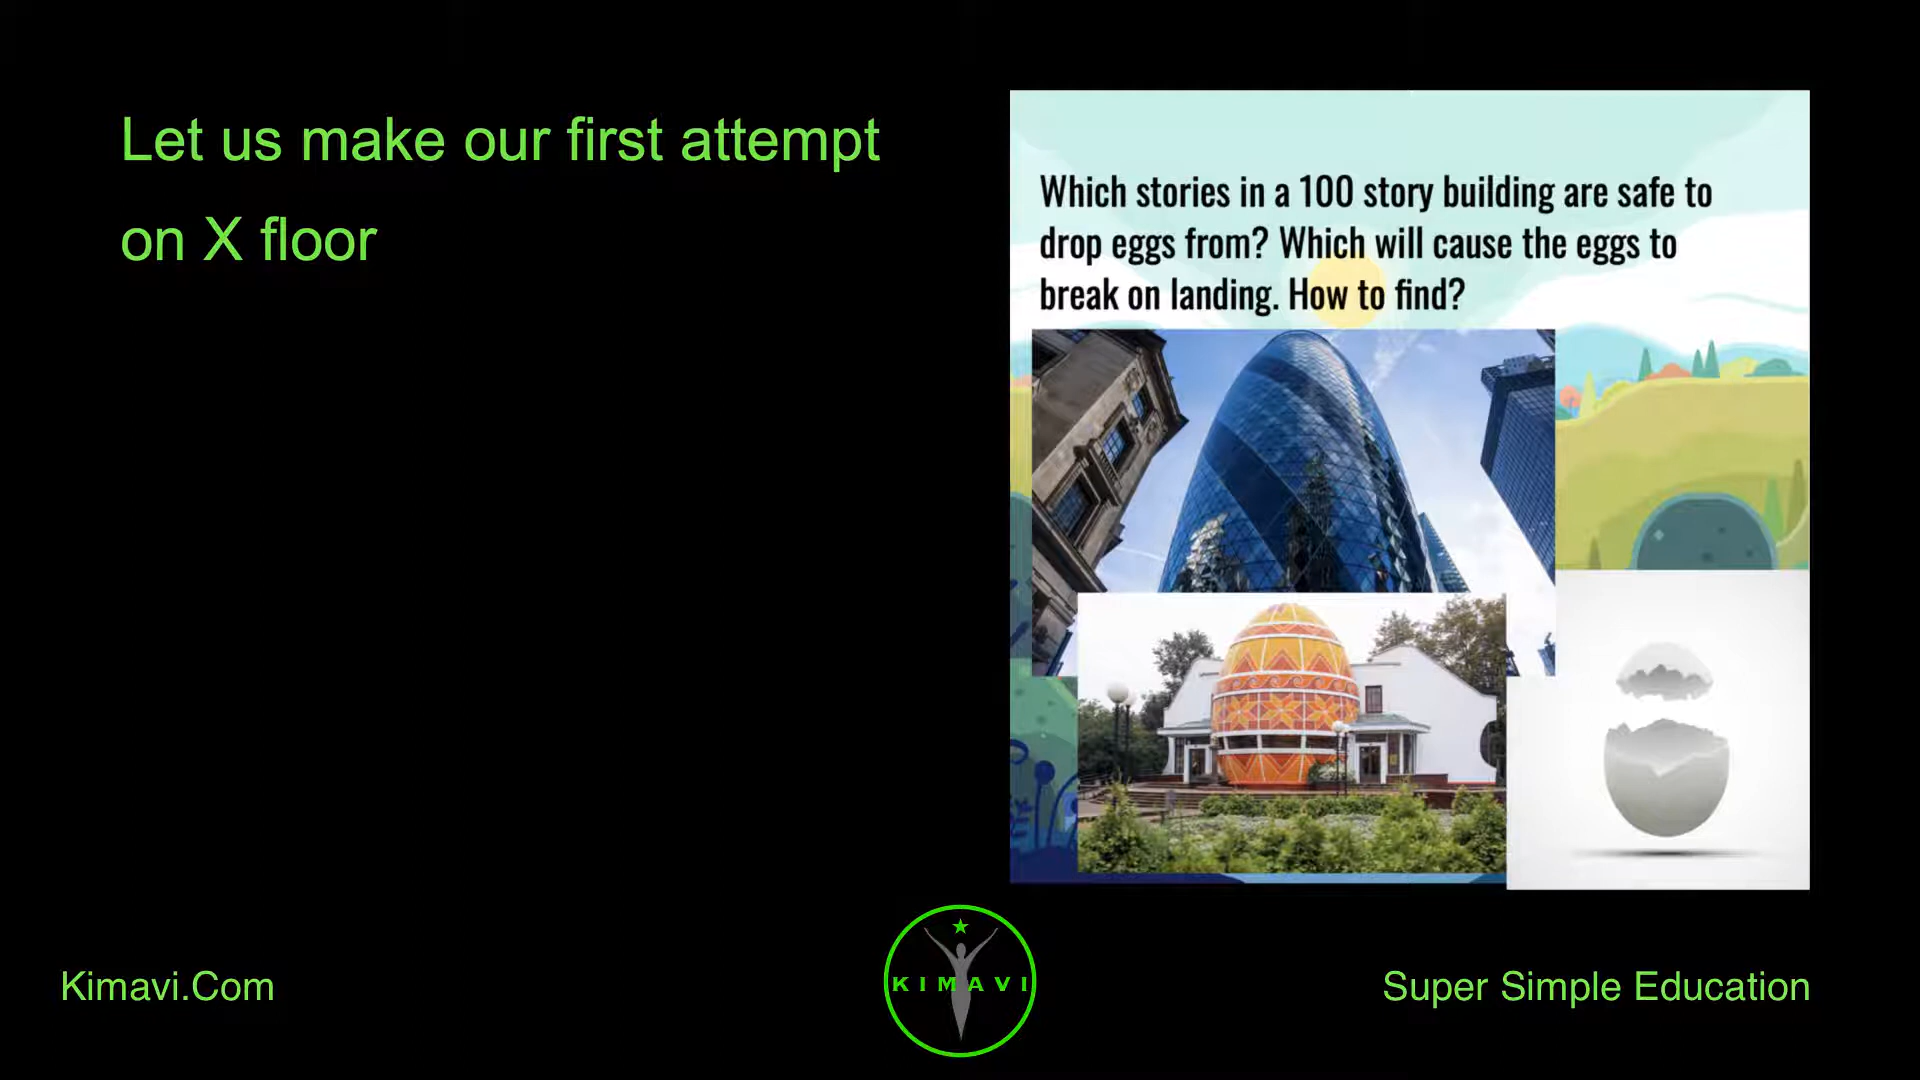 Let us make our first attempt
on X floor
Which stories in a 100 story building are safe to
drop eggs from? Which will cause the eggs to
break on landing. How to find?
Kimavi.Com
KIMAVI
Super Simple Education